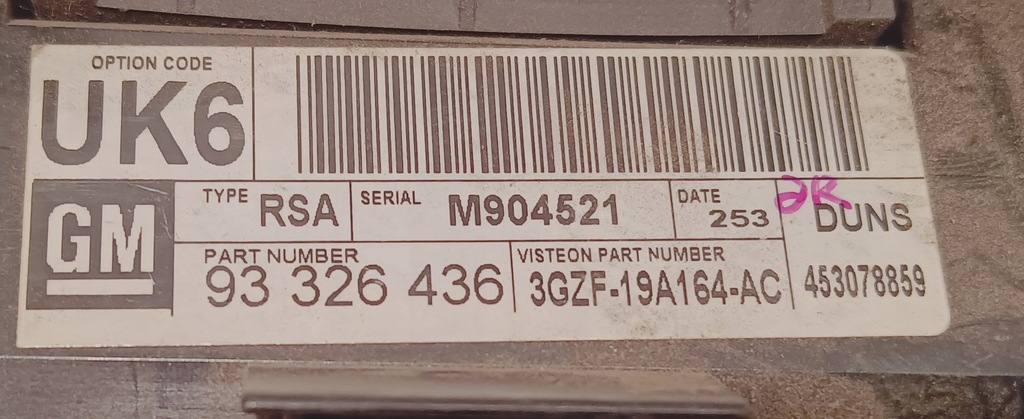 OPTION CODE
UK6
GM
TYPE RSA
SERIAL M904521
DATE 253
2R
DUNS
PART NUMBER
93 326 436
VISTEON PART NUMBER
3GZF-19A164-AC
453078859